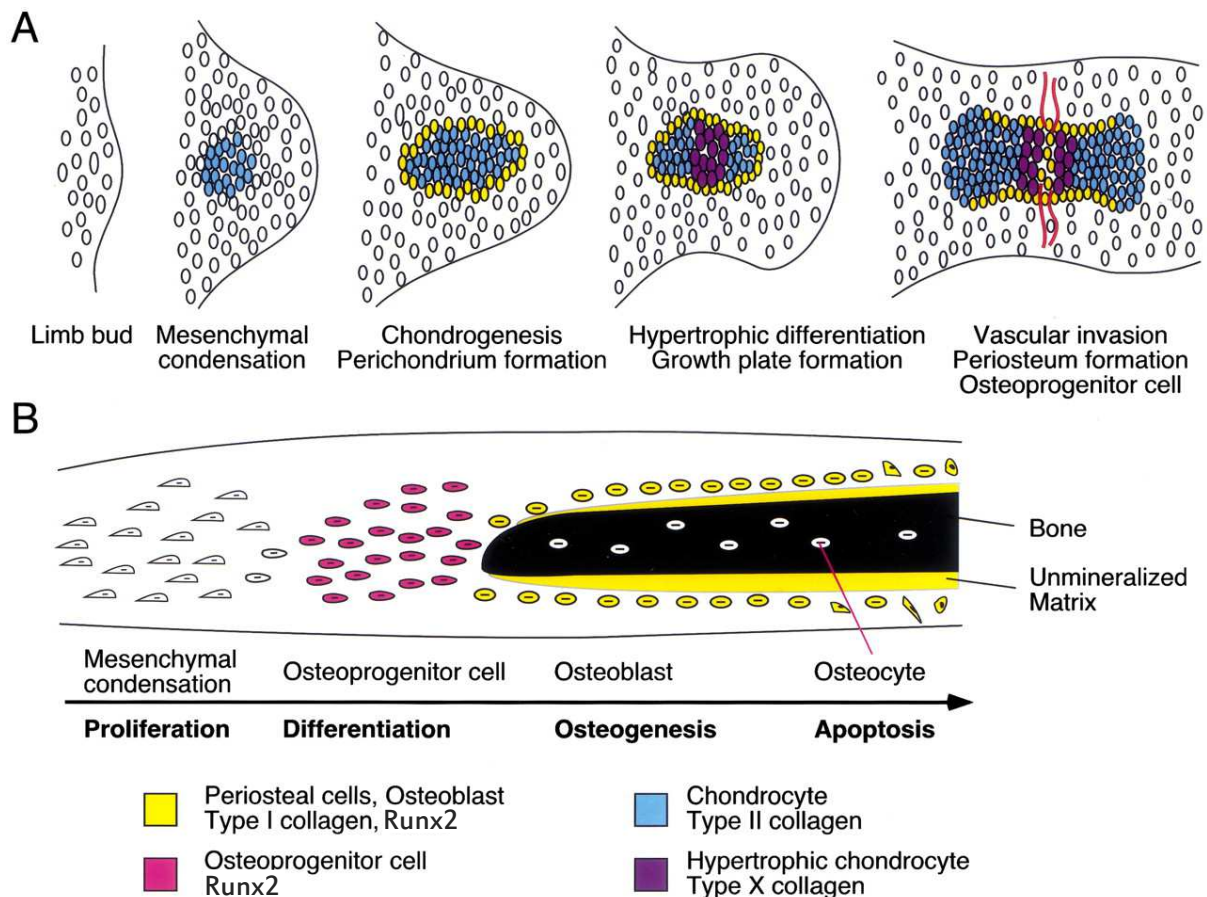 A
Limb bud
Mesenchymal
condensation
Chondrogenesis
Perichondrium formation
Hypertrophic differentiation
Growth plate formation
Vascular invasion
Periosteum formation
Osteoprogenitor cell
B
Bone
Unmineralized
Matrix
Mesenchymal
condensation
Osteoprogenitor cell
Osteoblast
Osteocyte
Proliferation
Differentiation
Osteogenesis
Apoptosis
Periosteal cells, Osteoblast
Type I collagen, Runx2
Osteoprogenitor cell
Runx2
Chondrocyte
Type II collagen
Hypertrophic chondrocyte
Type X collagen